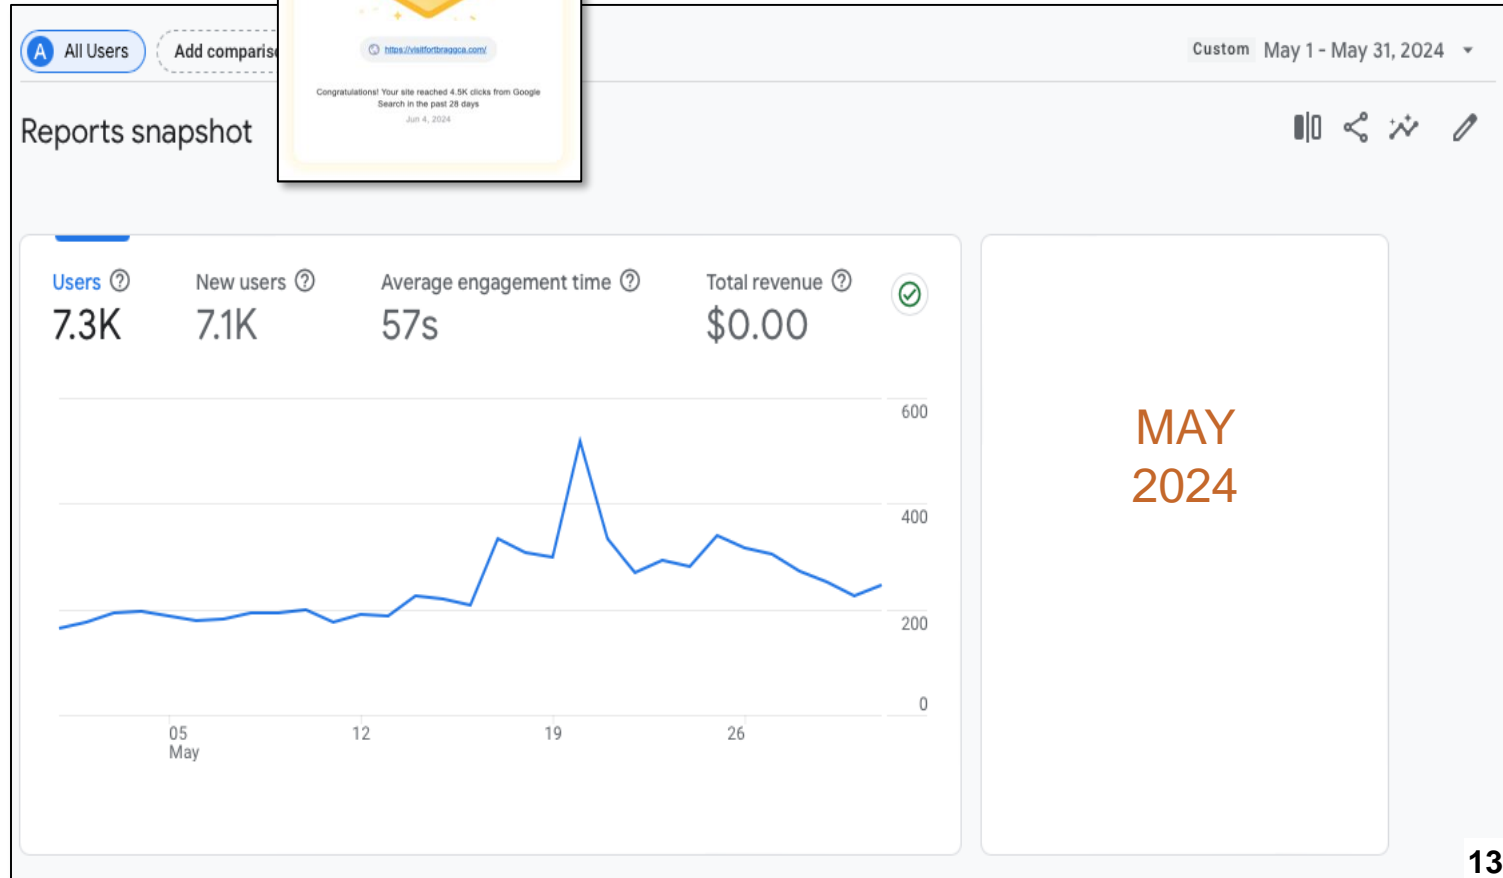 A All Users
Add comparis
https://visitfortbraggca.com/
Custom May 1 - May 31, 2024
Congratulations! Your site reached 4.5K clicks from Google
Search in the past 28 days
Jun 4, 2024
Reports snapshot
Users
7.3K
New users
7.1K
Average engagement time
57s
Total revenue
$0.00
600
400
200
0
05
May
12
19
26
MAY
2024
13